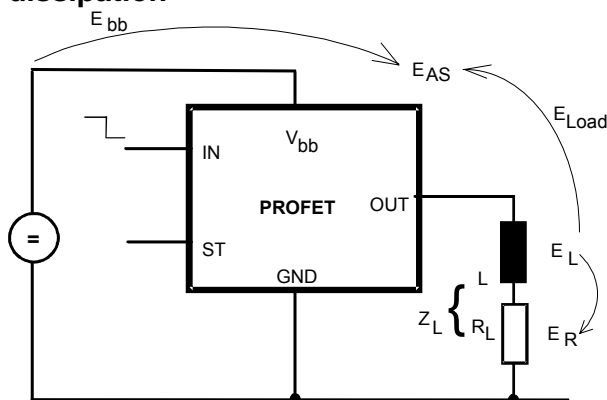 dissipation
E bb
E AS
E Load
V bb
IN
PROFET
OUT
=
ST
GND
E L
L
Z L { R L
E R